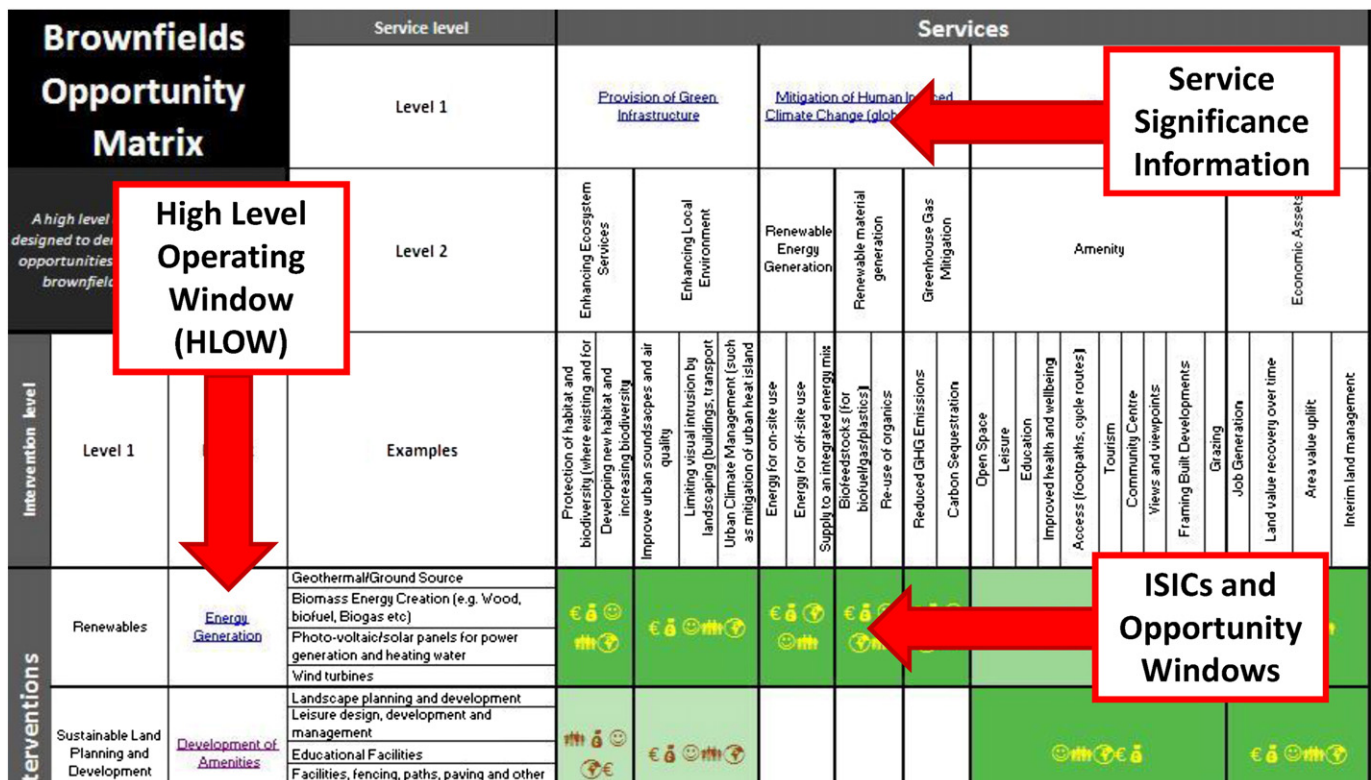 Brownfields
Opportunity
Matrix
Service level
Services
Level 1
Provision of Green
Infrastructure
Mitigation of Human
Climate Change
Service
Significance
Information
A high level
designed to
opportunities
High Level
Operating
Window
(HLOW)
Level 2
Enhancing Ecosystem
Services
Enhancing Local
Environment
Renewable
Energy
Generation
Renewable material
generation
Greenhouse Gas
Mitigation
Amenity
Economic Assets
Intervention level
Level 1
Examples
Protection of habitat and
biodiversity (where existing and for
Developing new habitat and
increasing biodiversity
Improve urban soundsacpes and air
quality
Limiting visual intrusion by
landscaping (buildings, transport
Urban Climate Management (such
as mitigation of urban heat island
Energy for on-site use
Energy for off-site use
Supply to an integrated energy mix
Biofeedstocks (for
biofuel/gas/plastics)
Re-use of organics
Reduced GHG Emissions
Carbon Sequestration
Open Space
Leisure
Education
Improved health and wellbeing
Access (footpaths, cycle routes)
Tourism
Community Centre
Views and viewpoints
Framing Built Developments
Grazing
Job Generation
Land value recovery over time
Area value uplift
Interim land management
Interventions
Renewables
Energy
Generation
Geothermal/Ground Source
Biomass Energy Creation (e.g. Wood,
biofuel, Biogas etc)
Photo-voltaic/solar panels for power
generation and heating water
Wind turbines
ISICs and
Opportunity
Windows
Sustainable Land
Planning and
Development
Development of
Amenities
Landscape planning and development
Leisure design, development and
management
Educational Facilities
Facilities, fencing, paths, paving and other